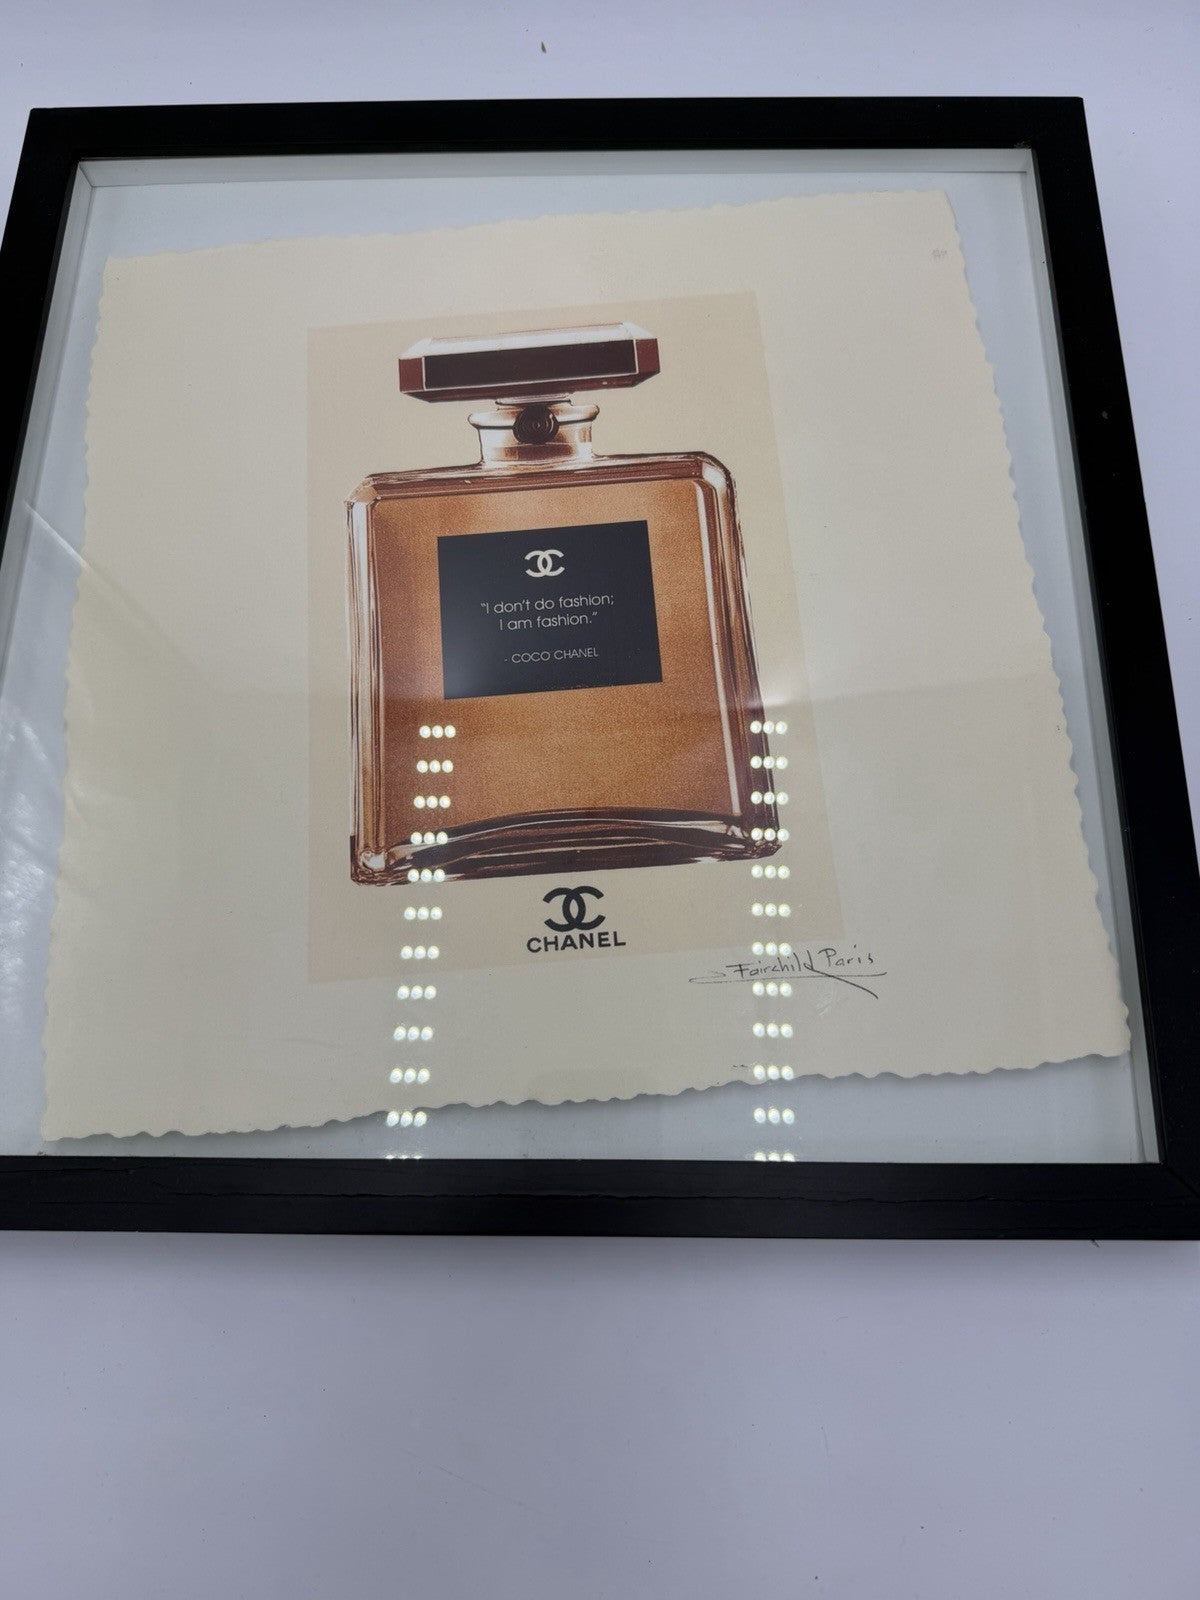 “I don't do fashion;
I am fashion.”
- COCO CHANEL
CHANEL
Fairchild Paris